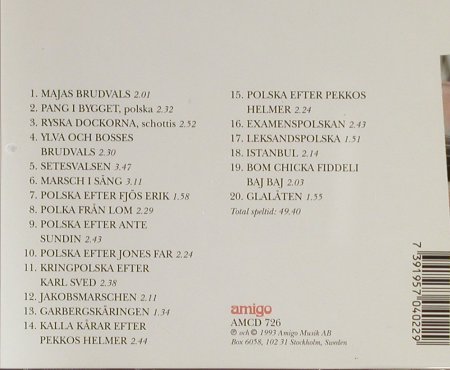 1. MAJAS BRUDVALS 2.01
2. PANG I BYGGET, polska 2.32
3. RYSKA DOCKORNA, schottis 2.52
4. YLVA OCH BOSSES
BRUDVALS 2.30
5. SETESVALSEN 3.47
6. MARSCH I SÄNG 3.11
7. POLSKA EFTER FJÖS ERIK 1.58
8. POLKA FRÅN LOM 2.29
9. POLSKA EFTER ANTE
SUNDIN 2.43
10. POLSKA EFTER JONES FAR 2.24
11. KRINGPOLSKA EFTER
KARL SVED 2.38
12. JAKOBSMARSCHEN 2.11
13. GARBERGSKÄRINGEN 1.34
14. KALLA KÅRAR EFTER
PEKKOS HELMER 2.44
15. POLSKA EFTER PEKKOS
HELMER 2.24
16. EXAMENSPOLSKAN 2.43
17. LEKSANDSPOLSKA 1.51
18. ISTANBUL 2.14
19. BOM CHICKA FIDDELI
BAJ BAJ 2.03
20. GLALÅTEN 1.55
Total speltid: 49.40
amigo
AMCD 726
℗ och © 1993 Amigo Musik AB
Box 6058, 102 31 Stockholm, Sweden
7 391957 040229